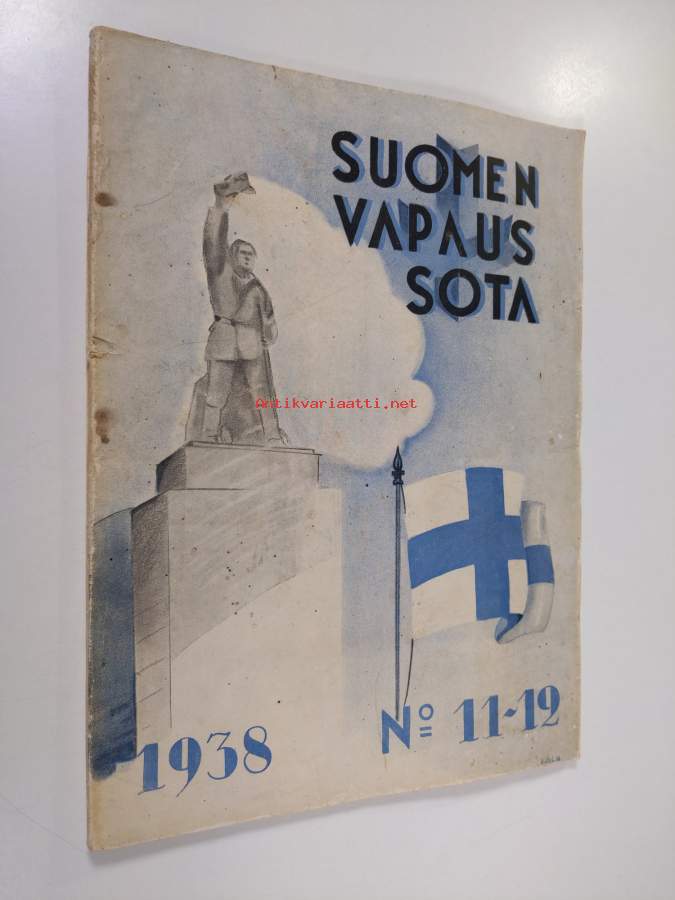 SUOMEN
VAPAUS
SOTA
Antikvariaatti.net
1938 Nº 11-12